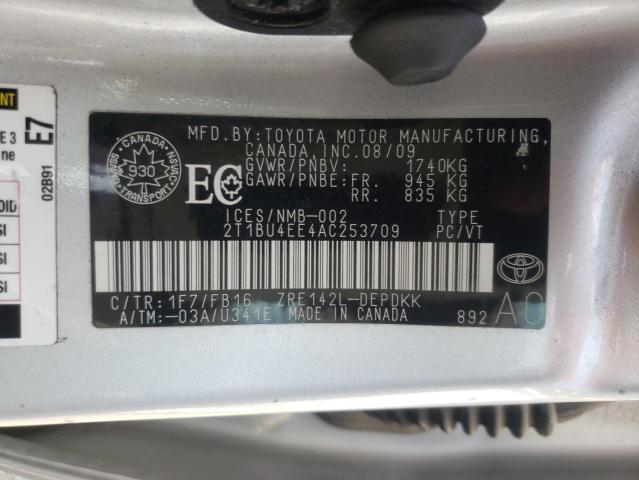 MFD.BY:TOYOTA MOTOR MANUFACTURING,
CANADA, INC.08/09
GVWR/PNBV: 1740KG
GAWR/PNBE:FR. 945 KG
RR. 835 KG
CANADA
930
TRANSPORT
EC
ICES/NMB-002 TYPE
2T1BU4EE4AC253709 PC/VT
C/TR:1F7/FB16 ZRE142L-DEPDKK
A/TM:-03A/U341E MADE IN CANADA 892 AC
TOYOTA
E7
02B91